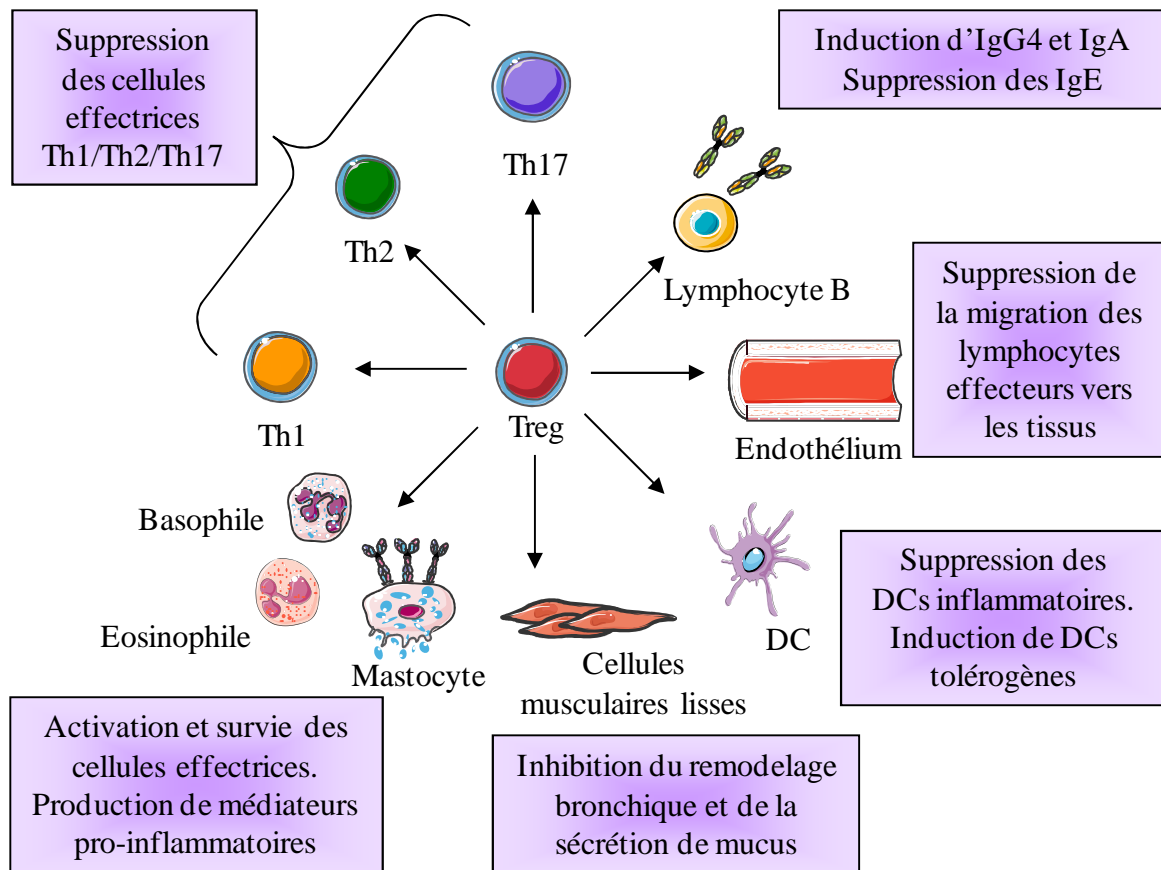 Suppression
des cellules
effectrices
Th1/Th2/Th17
Induction d'IgG4 et IgA
Suppression des IgE
Th17
Th2
Lymphocyte B
Suppression de
la migration des
lymphocytes
effecteurs vers
les tissus
Th1
Treg
Endothélium
Basophile
Eosinophile
Mastocyte
Cellules
musculaires lisses
DC
Suppression des
DCs inflammatoires.
Induction de DCs
tolérogènes
Activation et survie des
cellules effectrices.
Production de médiateurs
pro-inflammatoires
Inhibition du remodelage
bronchique et de la
sécrétion de mucus